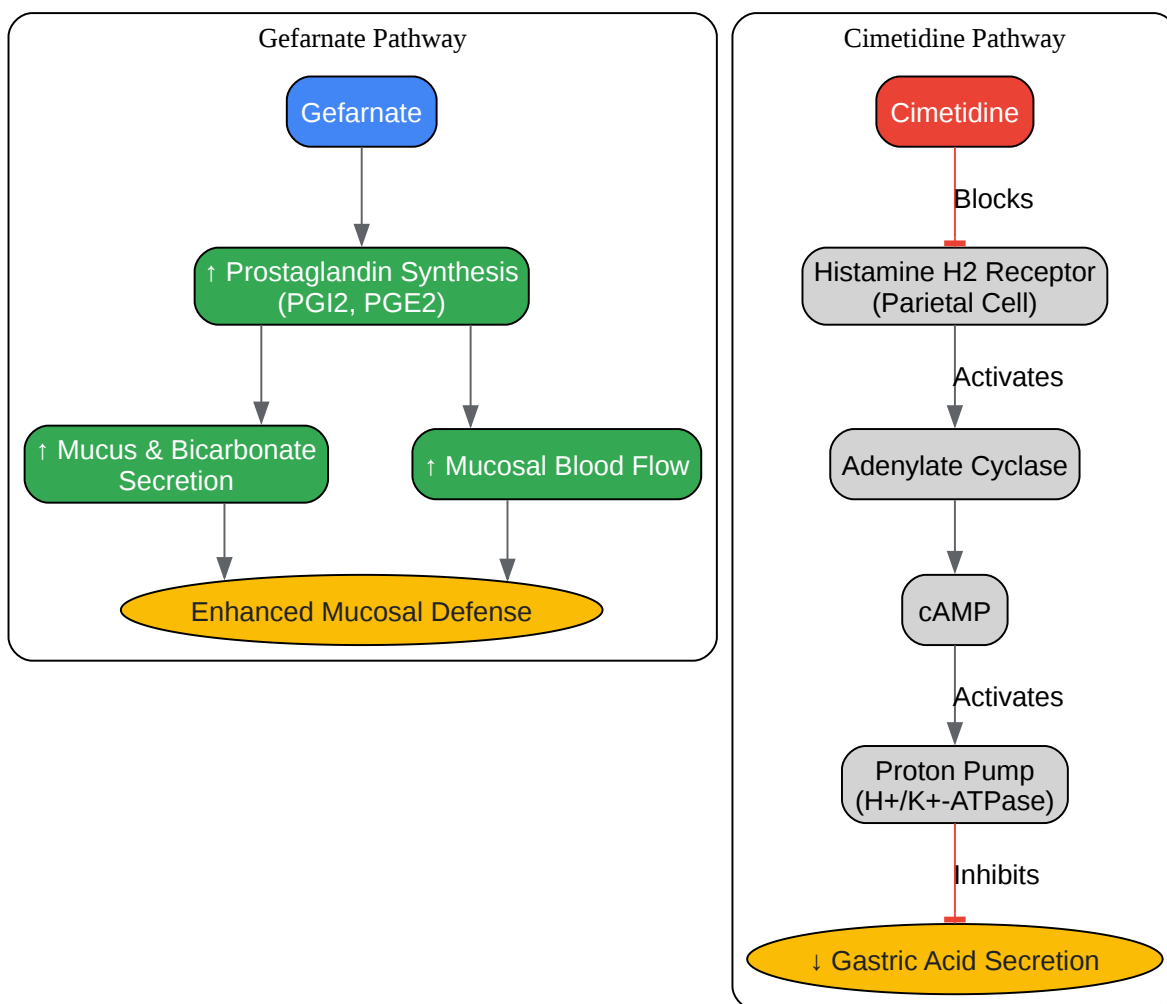 Gefarnate Pathway
Gefarnate
↑ Prostaglandin Synthesis
(PGI2, PGE2)
↑ Mucus & Bicarbonate
Secretion
↑ Mucosal Blood Flow
Enhanced Mucosal Defense
Cimetidine Pathway
Cimetidine
Blocks
Histamine H2 Receptor
(Parietal Cell)
Activates
Adenylate Cyclase
cAMP
Activates
Proton Pump
(H+/K+-ATPase)
Inhibits
↓ Gastric Acid Secretion